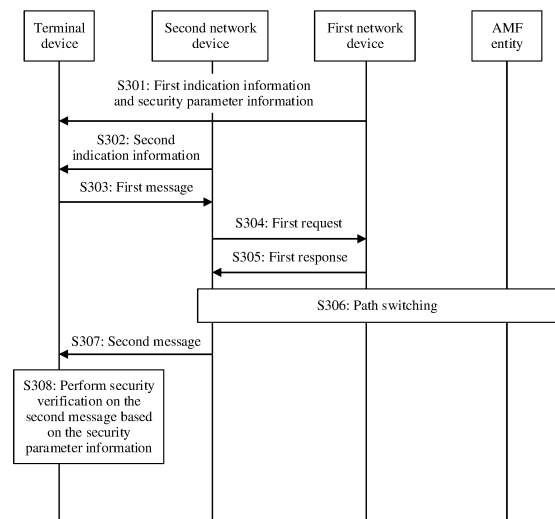 Terminal
device
Second network
device
First network
device
AMF
entity
S301: First indication information
and security parameter information
S302: Second
indication information
S303: First message
S304: First request
S305: First response
S306: Path switching
S307: Second message
S308: Perform security
verification on the
second message based
on the security
parameter information